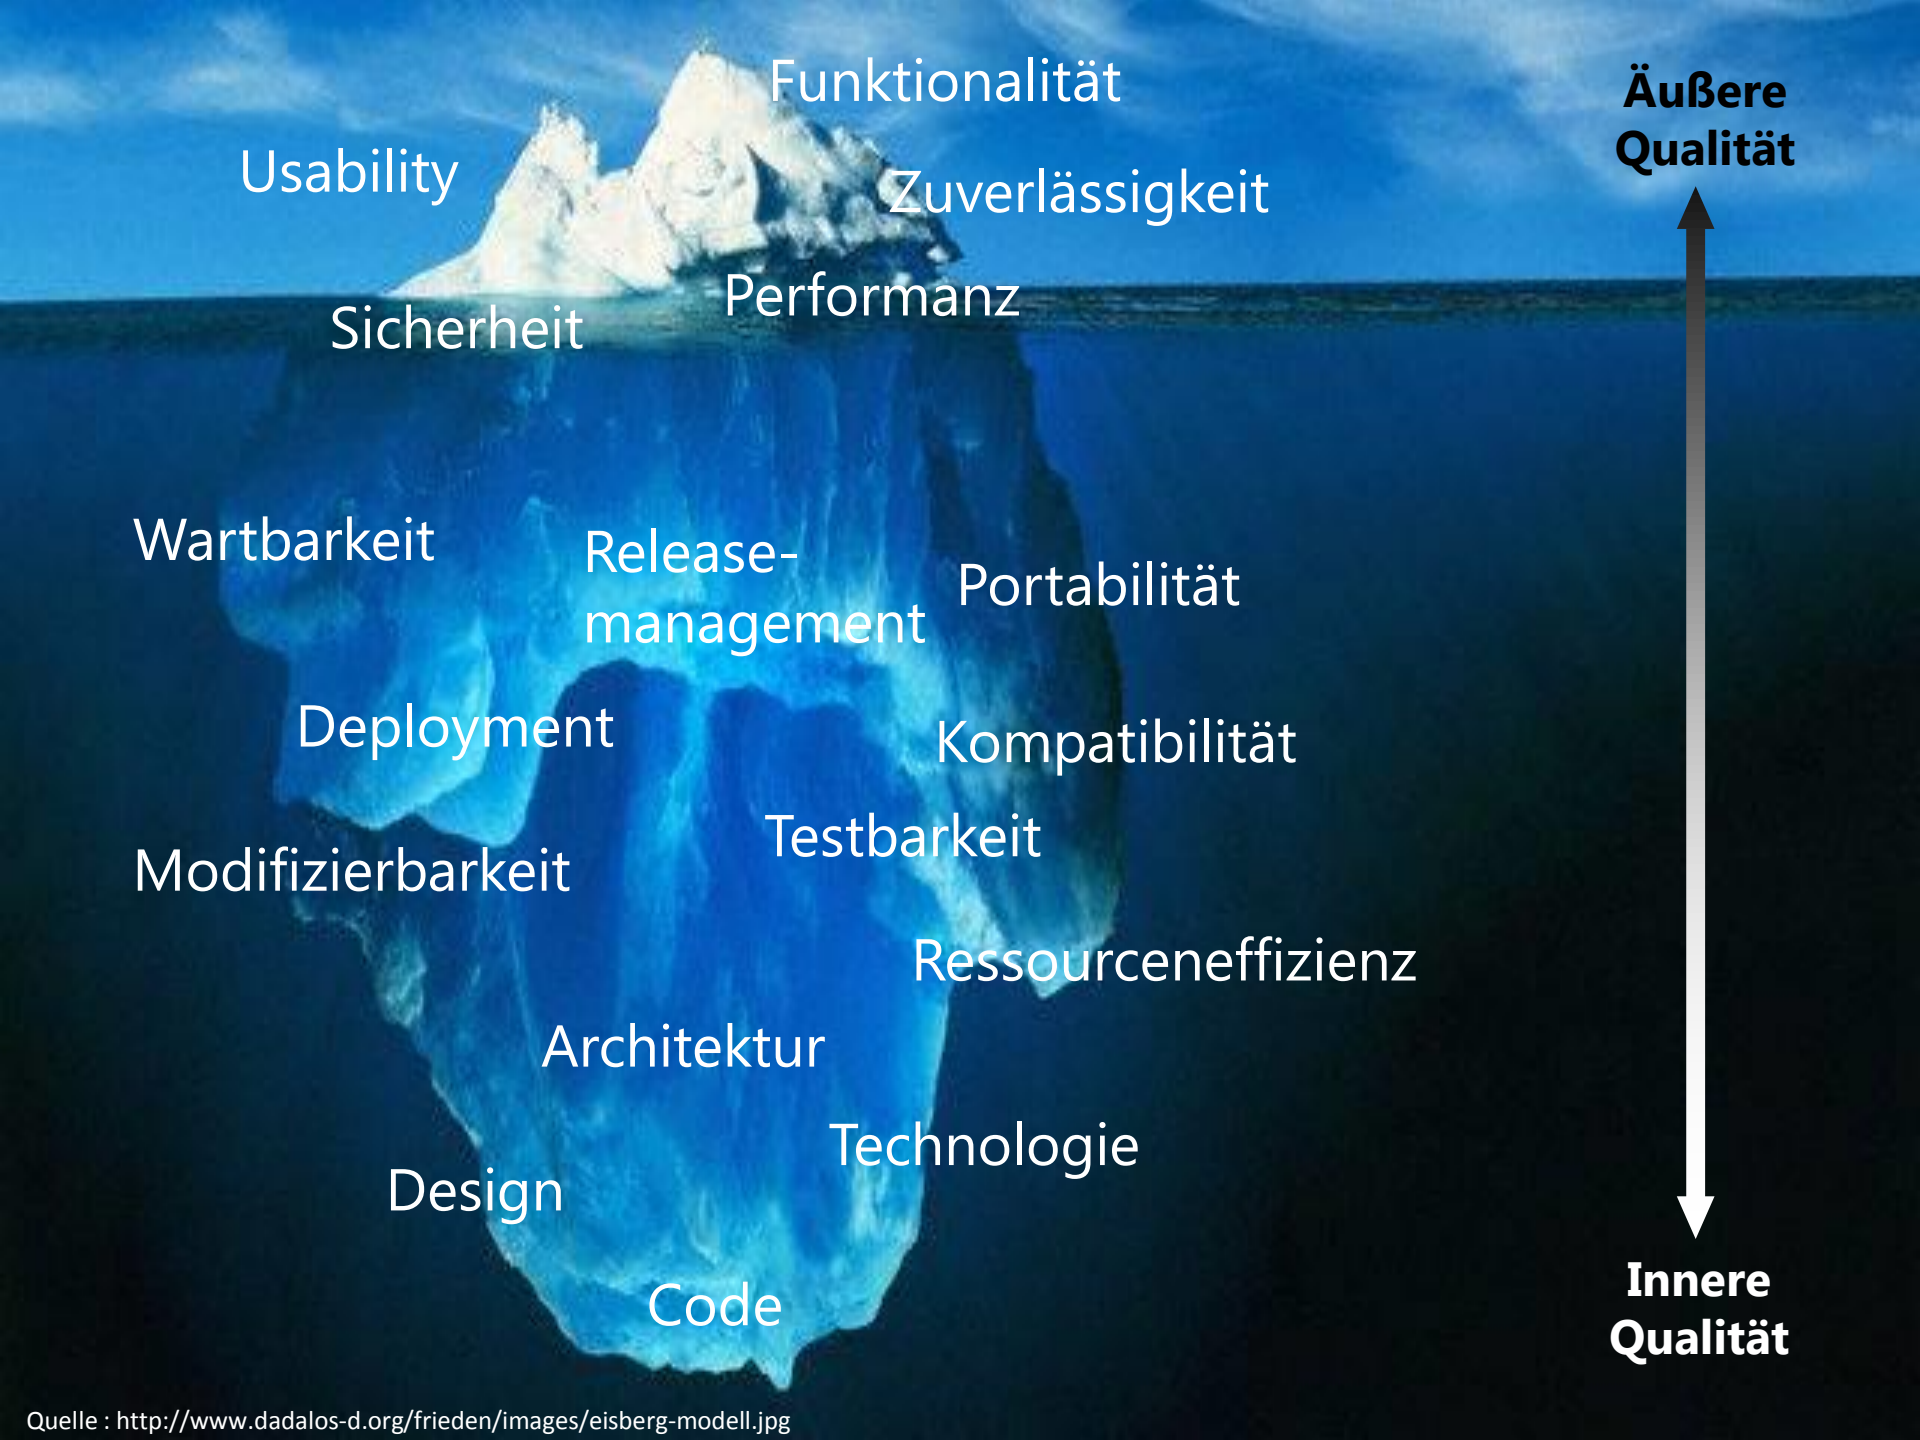 Funktionalität
Äußere
Qualität
Usability
Zuverlässigkeit
Performanz
Sicherheit
Wartbarkeit
Release-
management
Portabilität
Deployment
Kompatibilität
Testbarkeit
Modifizierbarkeit
Ressourceneffizienz
Architektur
Technologie
Design
Code
Innere
Qualität
Quelle : http://www.dadalos-d.org/frieden/images/eisberg-modell.jpg